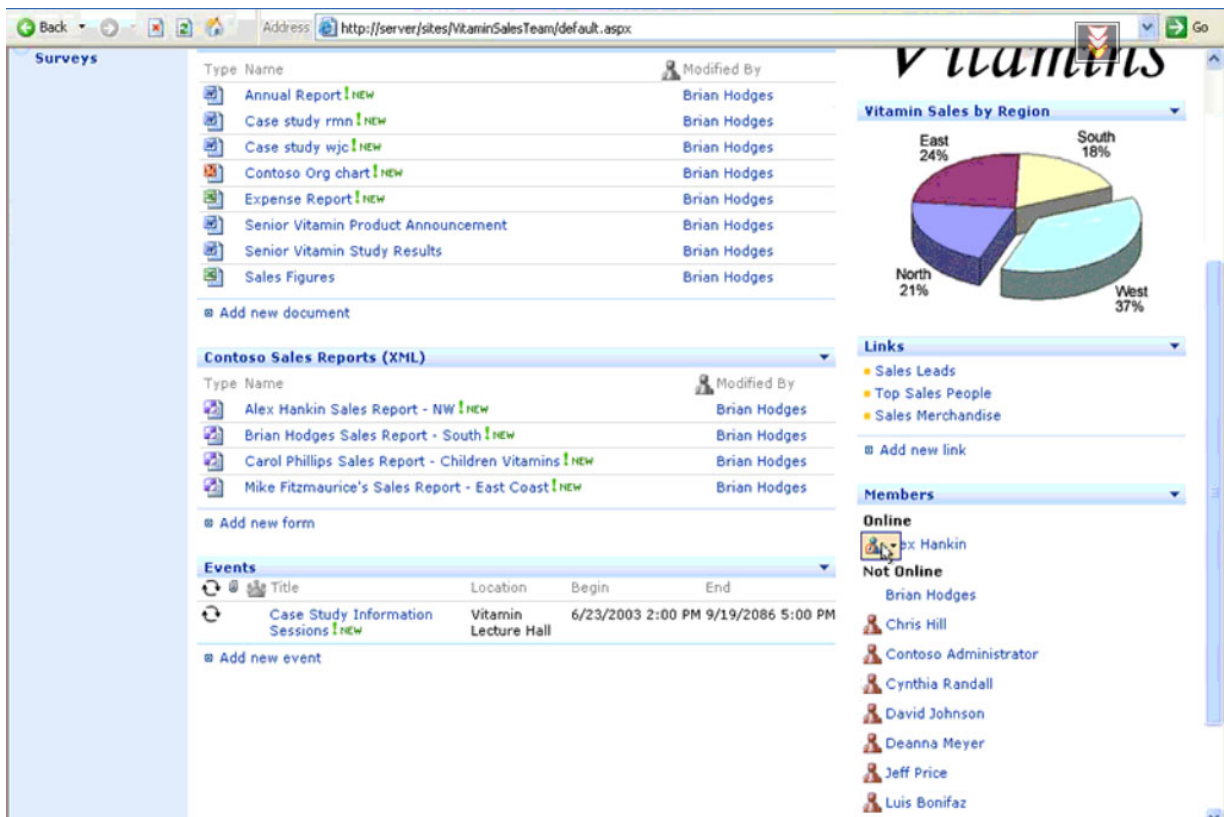 Back
Address http://server/sites/VitaminSalesTeam/default.aspx
Go
Surveys
Type Name Modified By
Annual Report ! NEW Brian Hodges
Case study rmn ! NEW Brian Hodges
Case study wjc ! NEW Brian Hodges
Contoso Org chart ! NEW Brian Hodges
Expense Report ! NEW Brian Hodges
Senior Vitamin Product Announcement Brian Hodges
Senior Vitamin Study Results Brian Hodges
Sales Figures Brian Hodges
Add new document
Contoso Sales Reports (XML)
Type Name Modified By
Alex Hankin Sales Report - NW ! NEW Brian Hodges
Brian Hodges Sales Report - South ! NEW Brian Hodges
Carol Phillips Sales Report - Children Vitamins ! NEW Brian Hodges
Mike Fitzmaurice's Sales Report - East Coast ! NEW Brian Hodges
Add new form
Events
Title Location Begin End
Case Study Information Vitamin 6/23/2003 2:00 PM 9/19/2086 5:00 PM
Sessions ! NEW Lecture Hall
Add new event
Vitamins
Vitamin Sales by Region
East
24%
South
18%
North
21%
West
37%
Links
Sales Leads
Top Sales People
Sales Merchandise
Add new link
Members
Online
ex Hankin
Not Online
Brian Hodges
Chris Hill
Contoso Administrator
Cynthia Randall
David Johnson
Deanna Meyer
Jeff Price
Luis Bonifaz